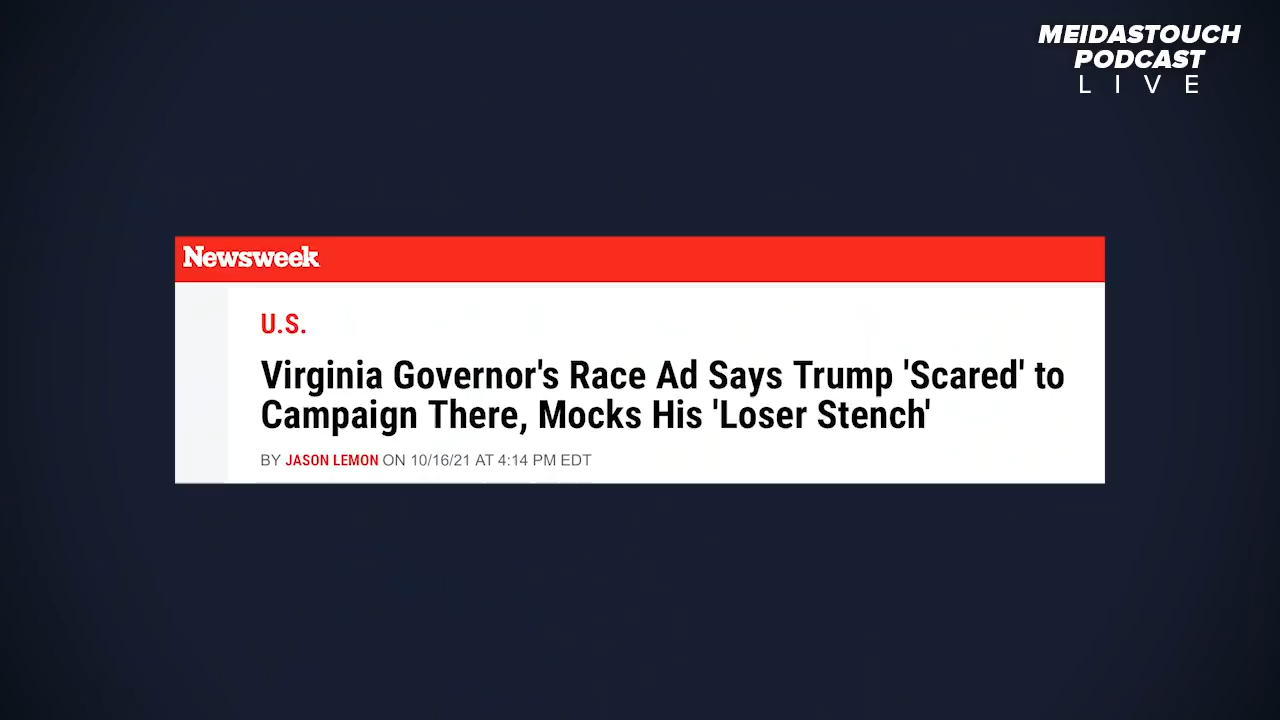 MEIDASTOUCH
PODCAST
LIVE
Newsweek
U.S.
Virginia Governor's Race Ad Says Trump 'Scared' to
Campaign There, Mocks His 'Loser Stench'
BY JASON LEMON ON 10/16/21 AT 4:14 PM EDT